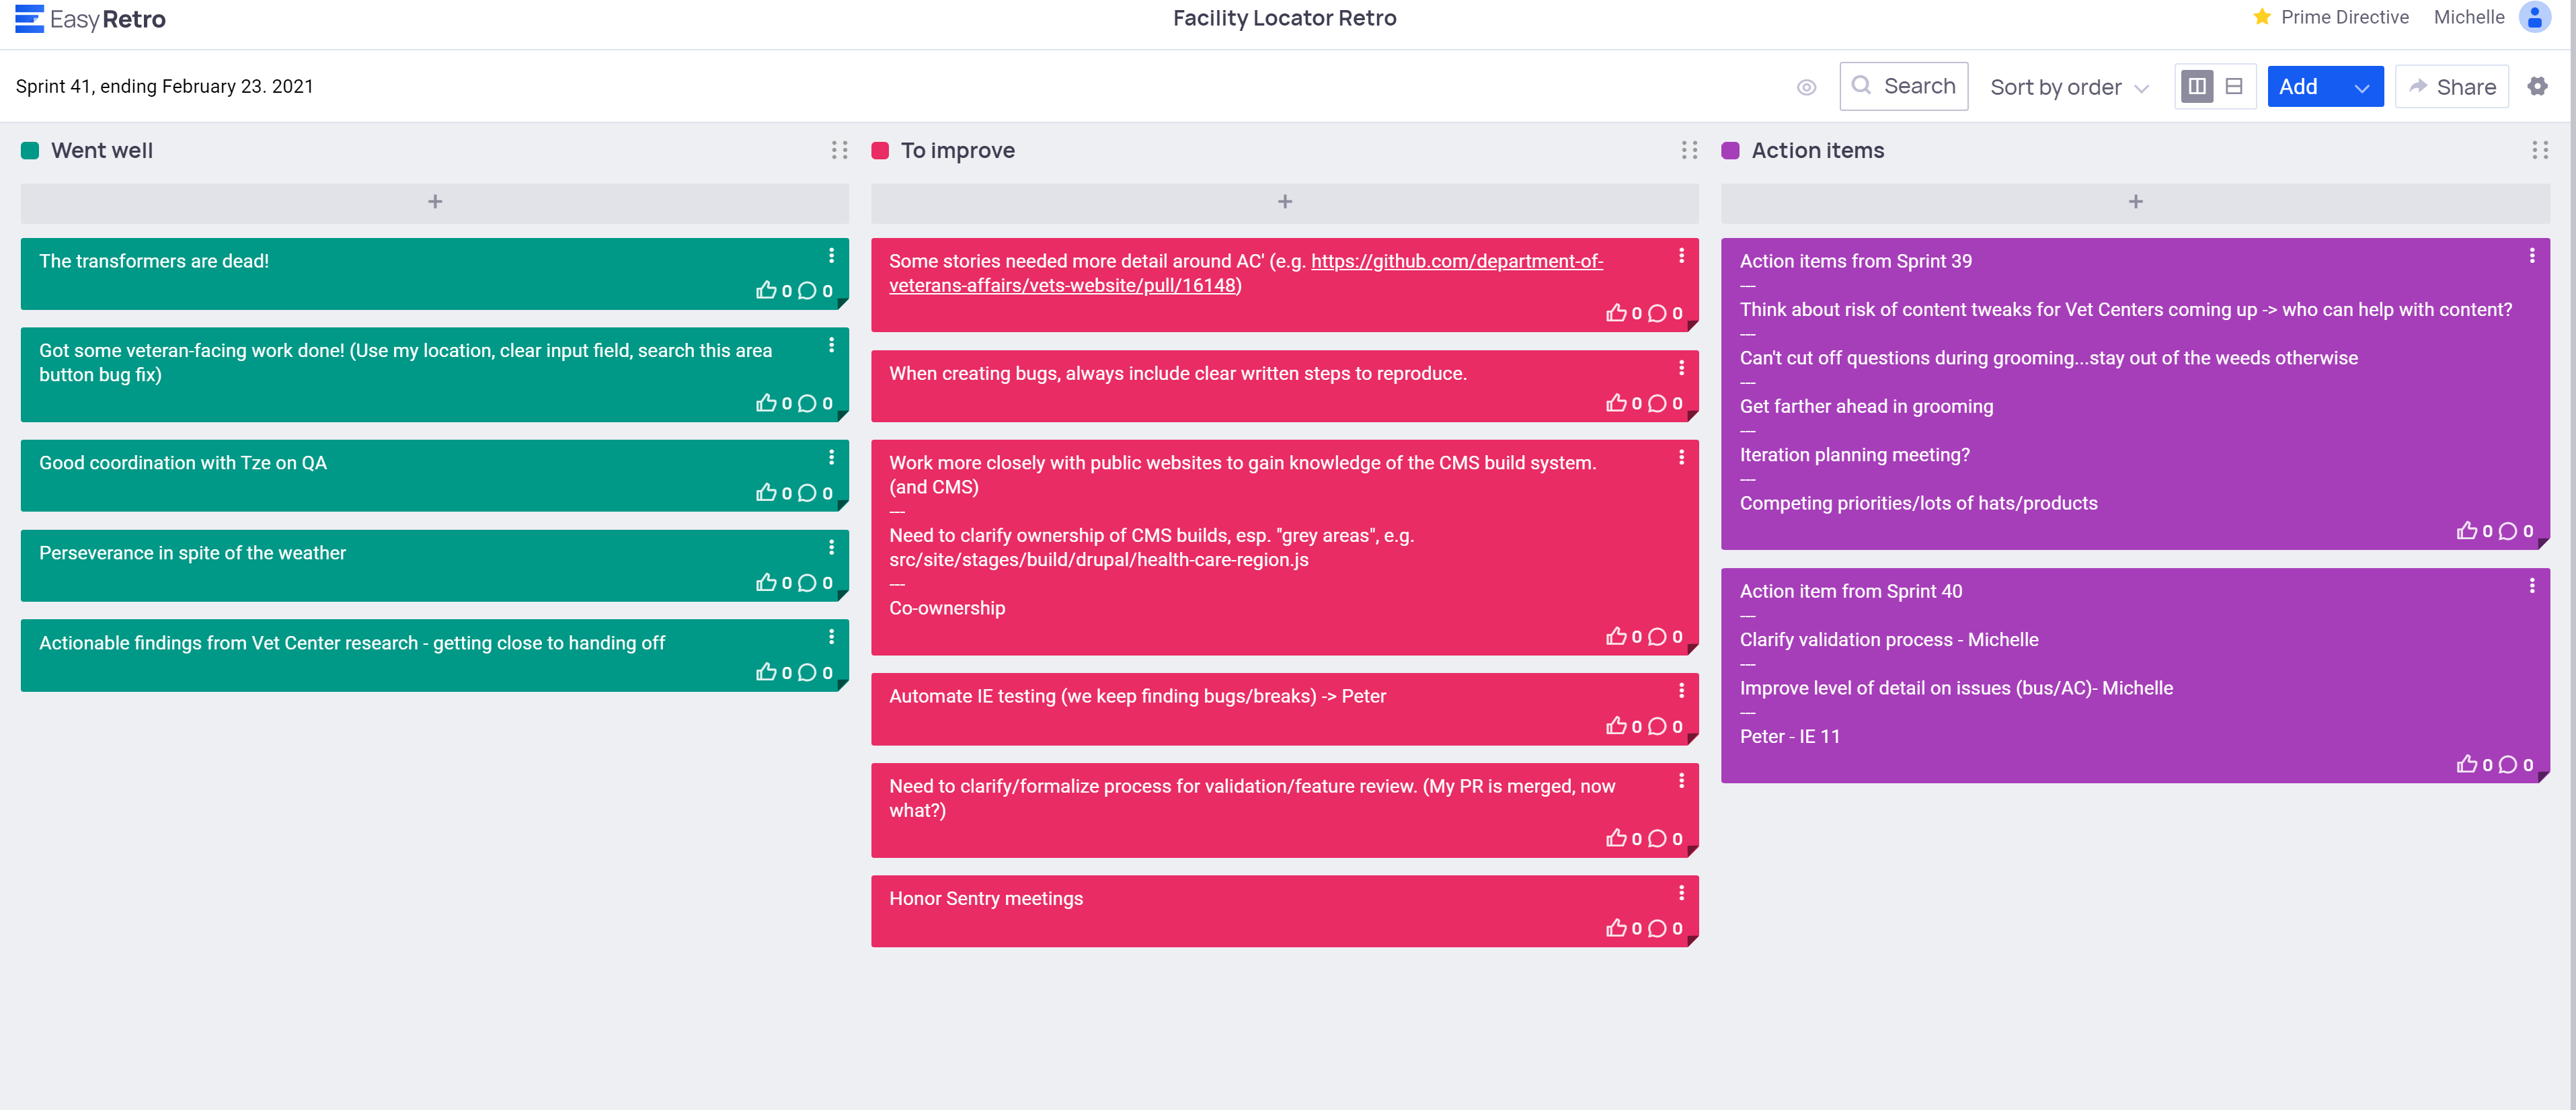 EasyRetro
Facility Locator Retro
Prime Directive
Michelle
Sprint 41, ending February 23. 2021
Search
Sort by order
Add
Share
Went well
+
The transformers are dead!
0 0
Got some veteran-facing work done! (Use my location, clear input field, search this area
button bug fix)
0 0
Good coordination with Tze on QA
0 0
Perseverance in spite of the weather
0 0
Actionable findings from Vet Center research - getting close to handing off
0 0
To improve
+
Some stories needed more detail around AC' (e.g. https://github.com/department-of-
veterans-affairs/vets-website/pull/16148)
0 0
When creating bugs, always include clear written steps to reproduce.
0 0
Work more closely with public websites to gain knowledge of the CMS build system.
(and CMS)
---
Need to clarify ownership of CMS builds, esp. "grey areas", e.g.
src/site/stages/build/drupal/health-care-region.js
---
Co-ownership
0 0
Automate IE testing (we keep finding bugs/breaks) -> Peter
0 0
Need to clarify/formalize process for validation/feature review. (My PR is merged, now
what?)
0 0
Honor Sentry meetings
0 0
Action items
+
Action items from Sprint 39
---
Think about risk of content tweaks for Vet Centers coming up -> who can help with content?
---
Can't cut off questions during grooming...stay out of the weeds otherwise
---
Get farther ahead in grooming
---
Iteration planning meeting?
---
Competing priorities/lots of hats/products
0 0
Action item from Sprint 40
---
Clarify validation process - Michelle
---
Improve level of detail on issues (bus/AC)- Michelle
---
Peter - IE 11
0 0